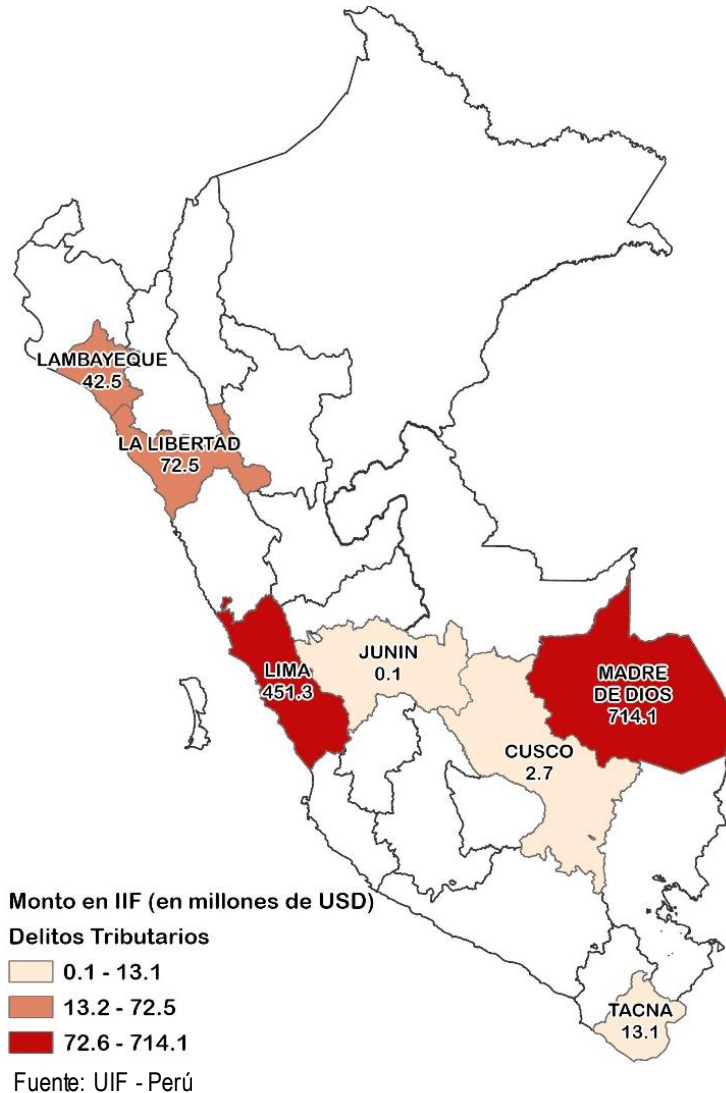 LAMBAYEQUE
42.5
LA LIBERTAD
72.5
JUNIN
0.1
LIMA
451.3
MADRE
DE DIOS
714.1
CUSCO
2.7
Monto en IIF (en millones de USD)
Delitos Tributarios
0.1 - 13.1
13.2 - 72.5
72.6 - 714.1
TACNA
13.1
Fuente: UIF - Perú